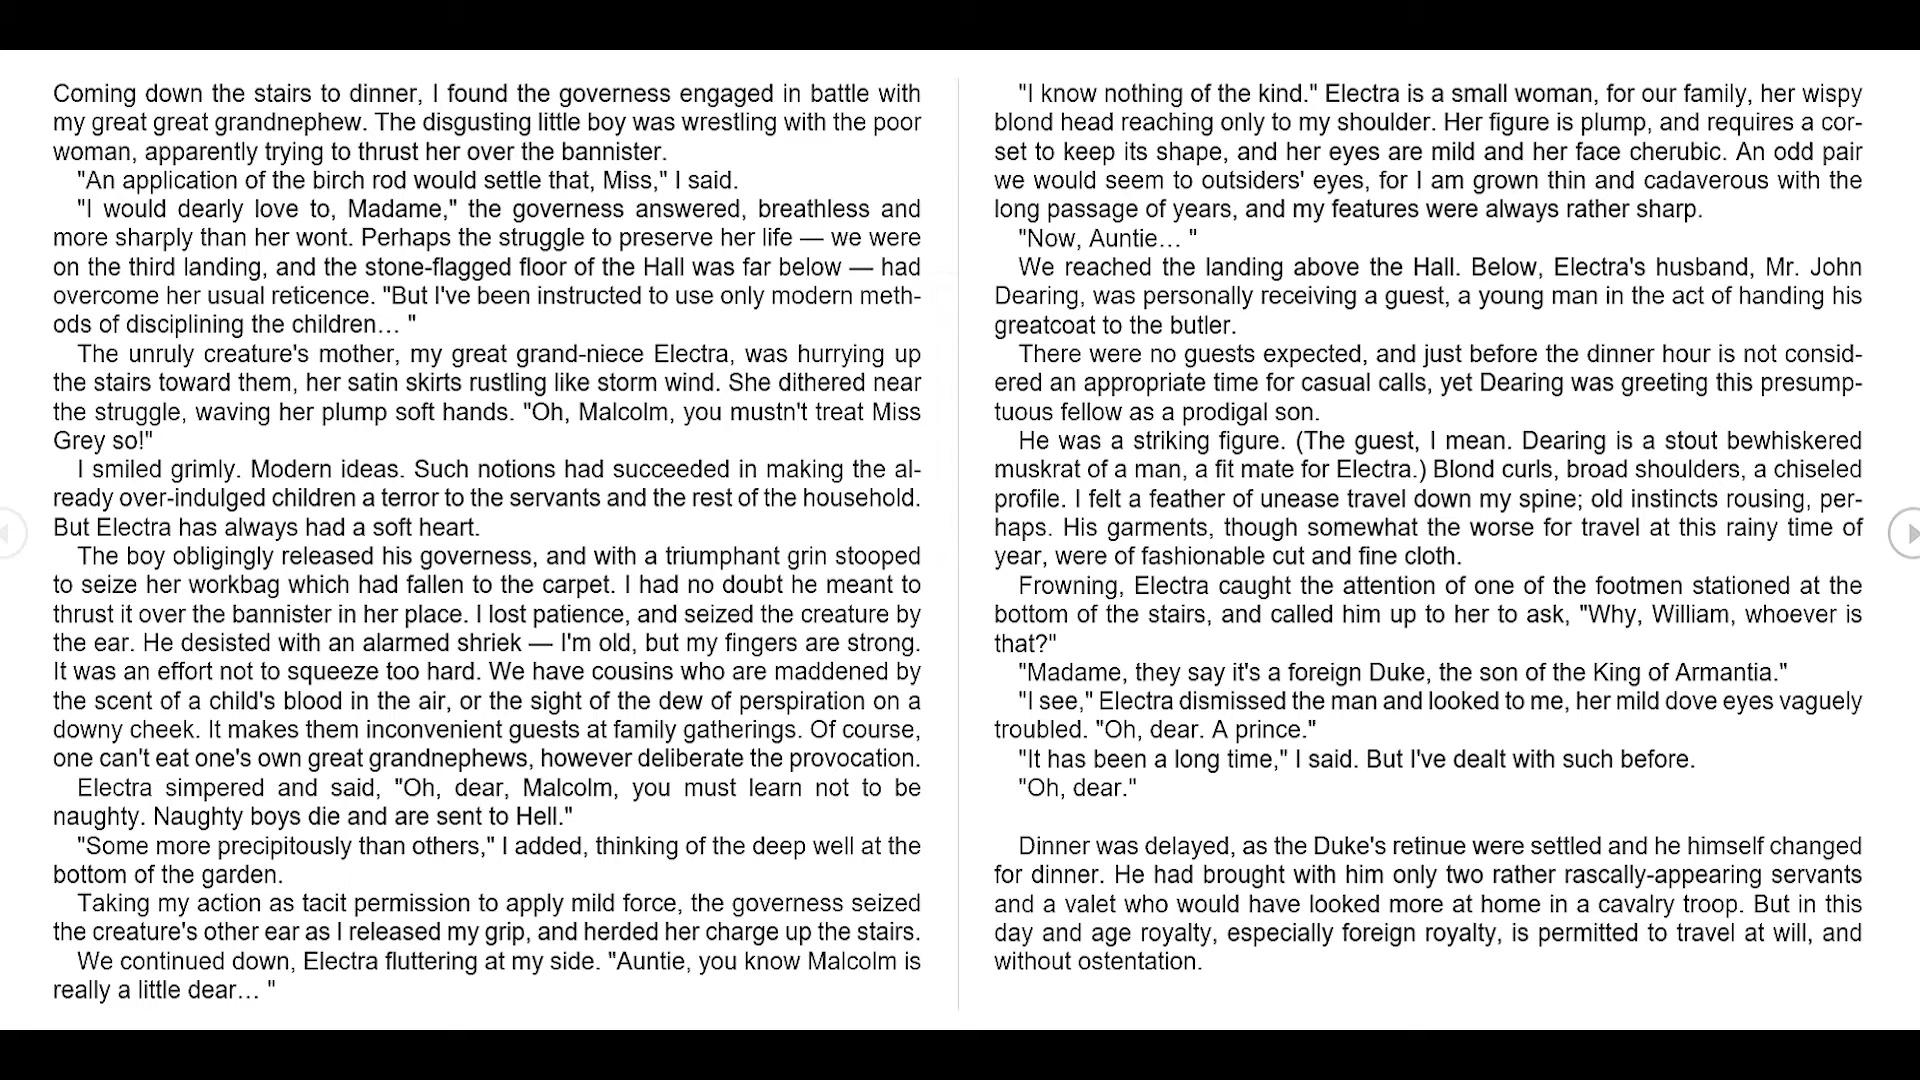 Coming down the stairs to dinner, I found the governess engaged in battle with
my great great grandnephew. The disgusting little boy was wrestling with the poor
woman, apparently trying to thrust her over the bannister.
"An application of the birch rod would settle that, Miss," I said.
"I would dearly love to, Madame," the governess answered, breathless and
more sharply than her wont. Perhaps the struggle to preserve her life — we were
on the third landing, and the stone-flagged floor of the Hall was far below — had
overcome her usual reticence. "But I've been instructed to use only modern meth-
ods of disciplining the children… "
The unruly creature's mother, my great grand-niece Electra, was hurrying up
the stairs toward them, her satin skirts rustling like storm wind. She dithered near
the struggle, waving her plump soft hands. "Oh, Malcolm, you mustn't treat Miss
Grey so!"
I smiled grimly. Modern ideas. Such notions had succeeded in making the al-
ready over-indulged children a terror to the servants and the rest of the household.
But Electra has always had a soft heart.
The boy obligingly released his governess, and with a triumphant grin stooped
to seize her workbag which had fallen to the carpet. I had no doubt he meant to
thrust it over the bannister in her place. I lost patience, and seized the creature by
the ear. He desisted with an alarmed shriek — I'm old, but my fingers are strong.
It was an effort not to squeeze too hard. We have cousins who are maddened by
the scent of a child's blood in the air, or the sight of the dew of perspiration on a
downy cheek. It makes them inconvenient guests at family gatherings. Of course,
one can't eat one's own great grandnephews, however deliberate the provocation.
Electra simpered and said, "Oh, dear, Malcolm, you must learn not to be
naughty. Naughty boys die and are sent to Hell."
"Some more precipitously than others," I added, thinking of the deep well at the
bottom of the garden.
Taking my action as tacit permission to apply mild force, the governess seized
the creature's other ear as I released my grip, and herded her charge up the stairs.
We continued down, Electra fluttering at my side. "Auntie, you know Malcolm is
really a little dear… "
"I know nothing of the kind." Electra is a small woman, for our family, her wispy
blond head reaching only to my shoulder. Her figure is plump, and requires a cor-
set to keep its shape, and her eyes are mild and her face cherubic. An odd pair
we would seem to outsiders' eyes, for I am grown thin and cadaverous with the
long passage of years, and my features were always rather sharp.
"Now, Auntie… "
We reached the landing above the Hall. Below, Electra's husband, Mr. John
Dearing, was personally receiving a guest, a young man in the act of handing his
greatcoat to the butler.
There were no guests expected, and just before the dinner hour is not consid-
ered an appropriate time for casual calls, yet Dearing was greeting this presump-
tuous fellow as a prodigal son.
He was a striking figure. (The guest, I mean. Dearing is a stout bewhiskered
muskrat of a man, a fit mate for Electra.) Blond curls, broad shoulders, a chiseled
profile. I felt a feather of unease travel down my spine; old instincts rousing, per-
haps. His garments, though somewhat the worse for travel at this rainy time of
year, were of fashionable cut and fine cloth.
Frowning, Electra caught the attention of one of the footmen stationed at the
bottom of the stairs, and called him up to her to ask, "Why, William, whoever is
that?"
"Madame, they say it's a foreign Duke, the son of the King of Armantia."
"I see," Electra dismissed the man and looked to me, her mild dove eyes vaguely
troubled. "Oh, dear. A prince."
"It has been a long time," I said. But I've dealt with such before.
"Oh, dear."
Dinner was delayed, as the Duke's retinue were settled and he himself changed
for dinner. He had brought with him only two rather rascally-appearing servants
and a valet who would have looked more at home in a cavalry troop. But in this
day and age royalty, especially foreign royalty, is permitted to travel at will, and
without ostentation.